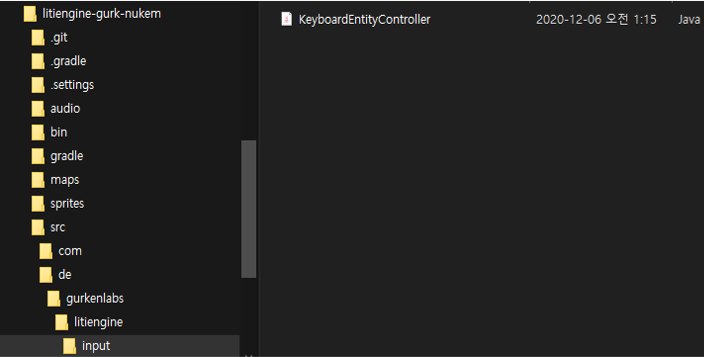 litiengine-gurk-nukem
.git
.gradle
.settings
audio
bin
gradle
maps
sprites
src
com
de
gurkenlabs
litiengine
input
KeyboardEntityController 2020-12-06 오전 1:15 Java